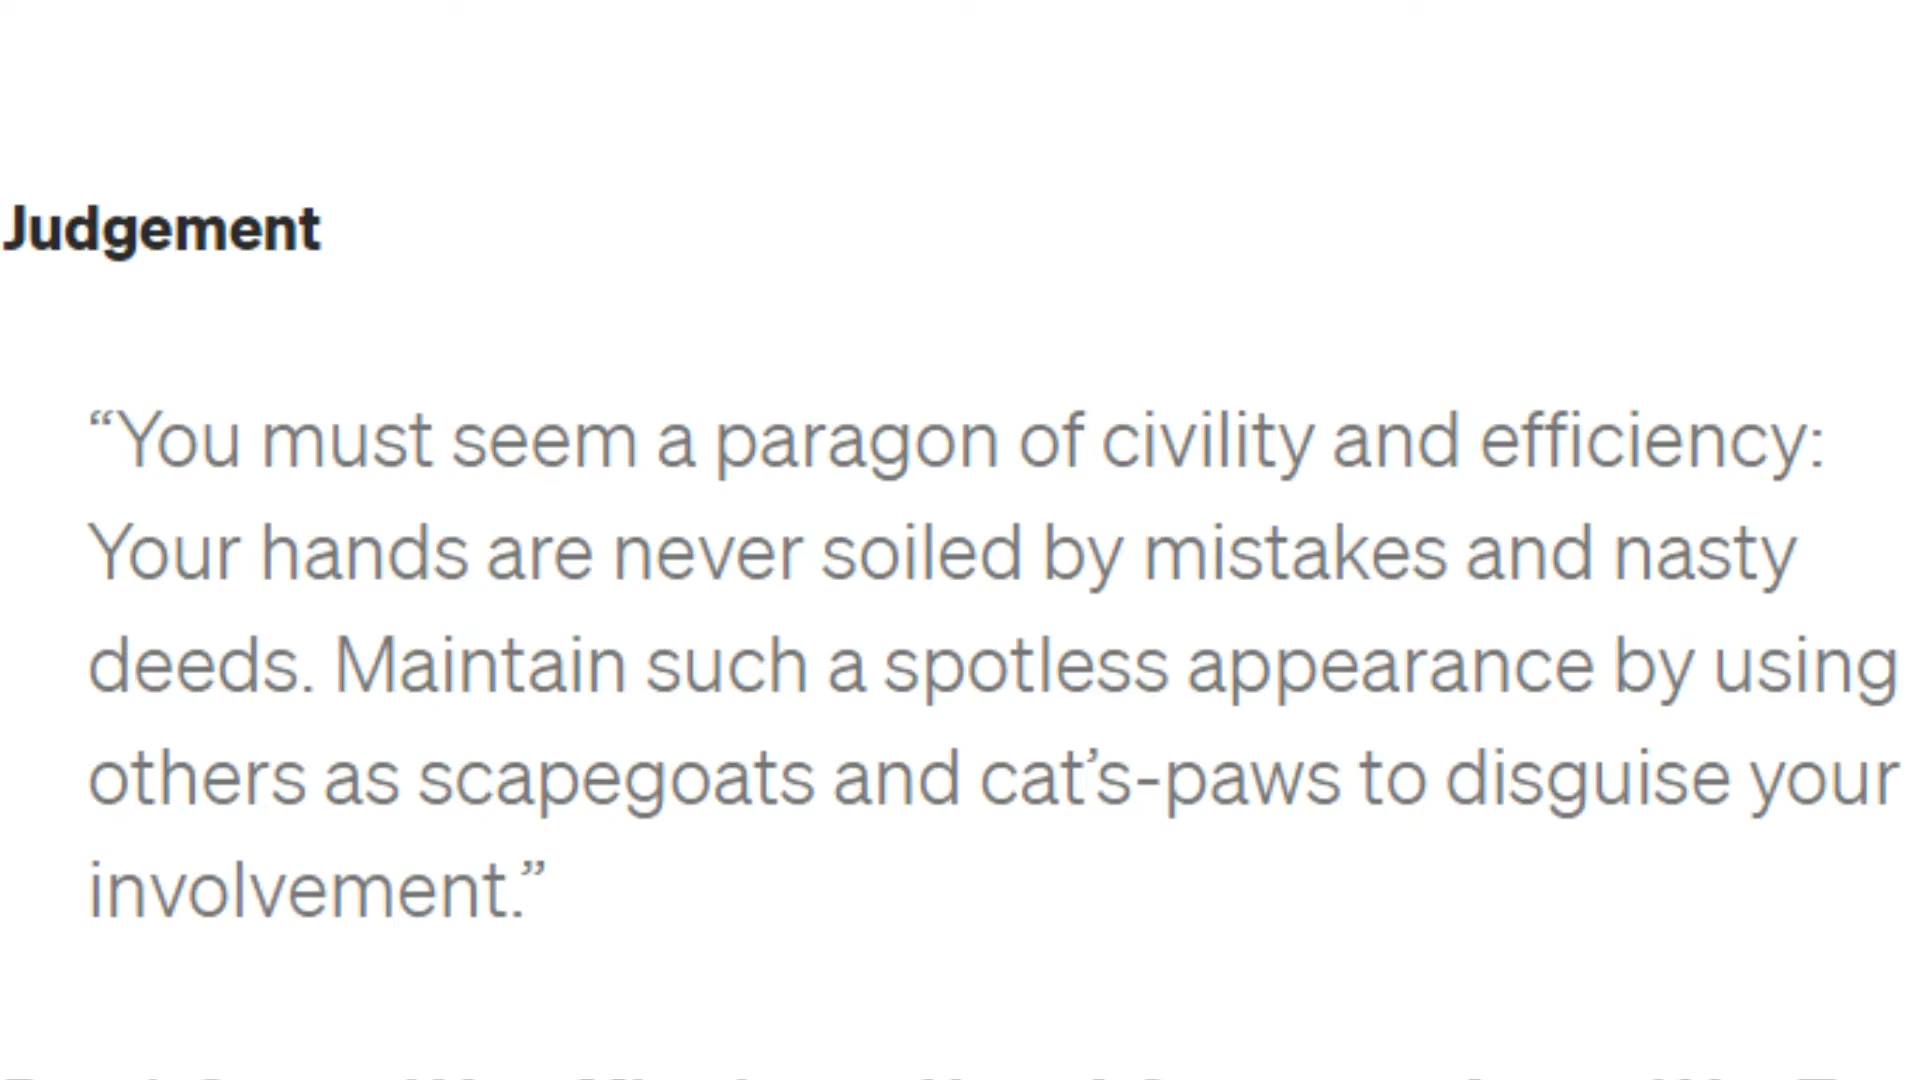 Judgement
“You must seem a paragon of civility and efficiency:
Your hands are never soiled by mistakes and nasty
deeds. Maintain such a spotless appearance by using
others as scapegoats and cat’s-paws to disguise your
involvement.”